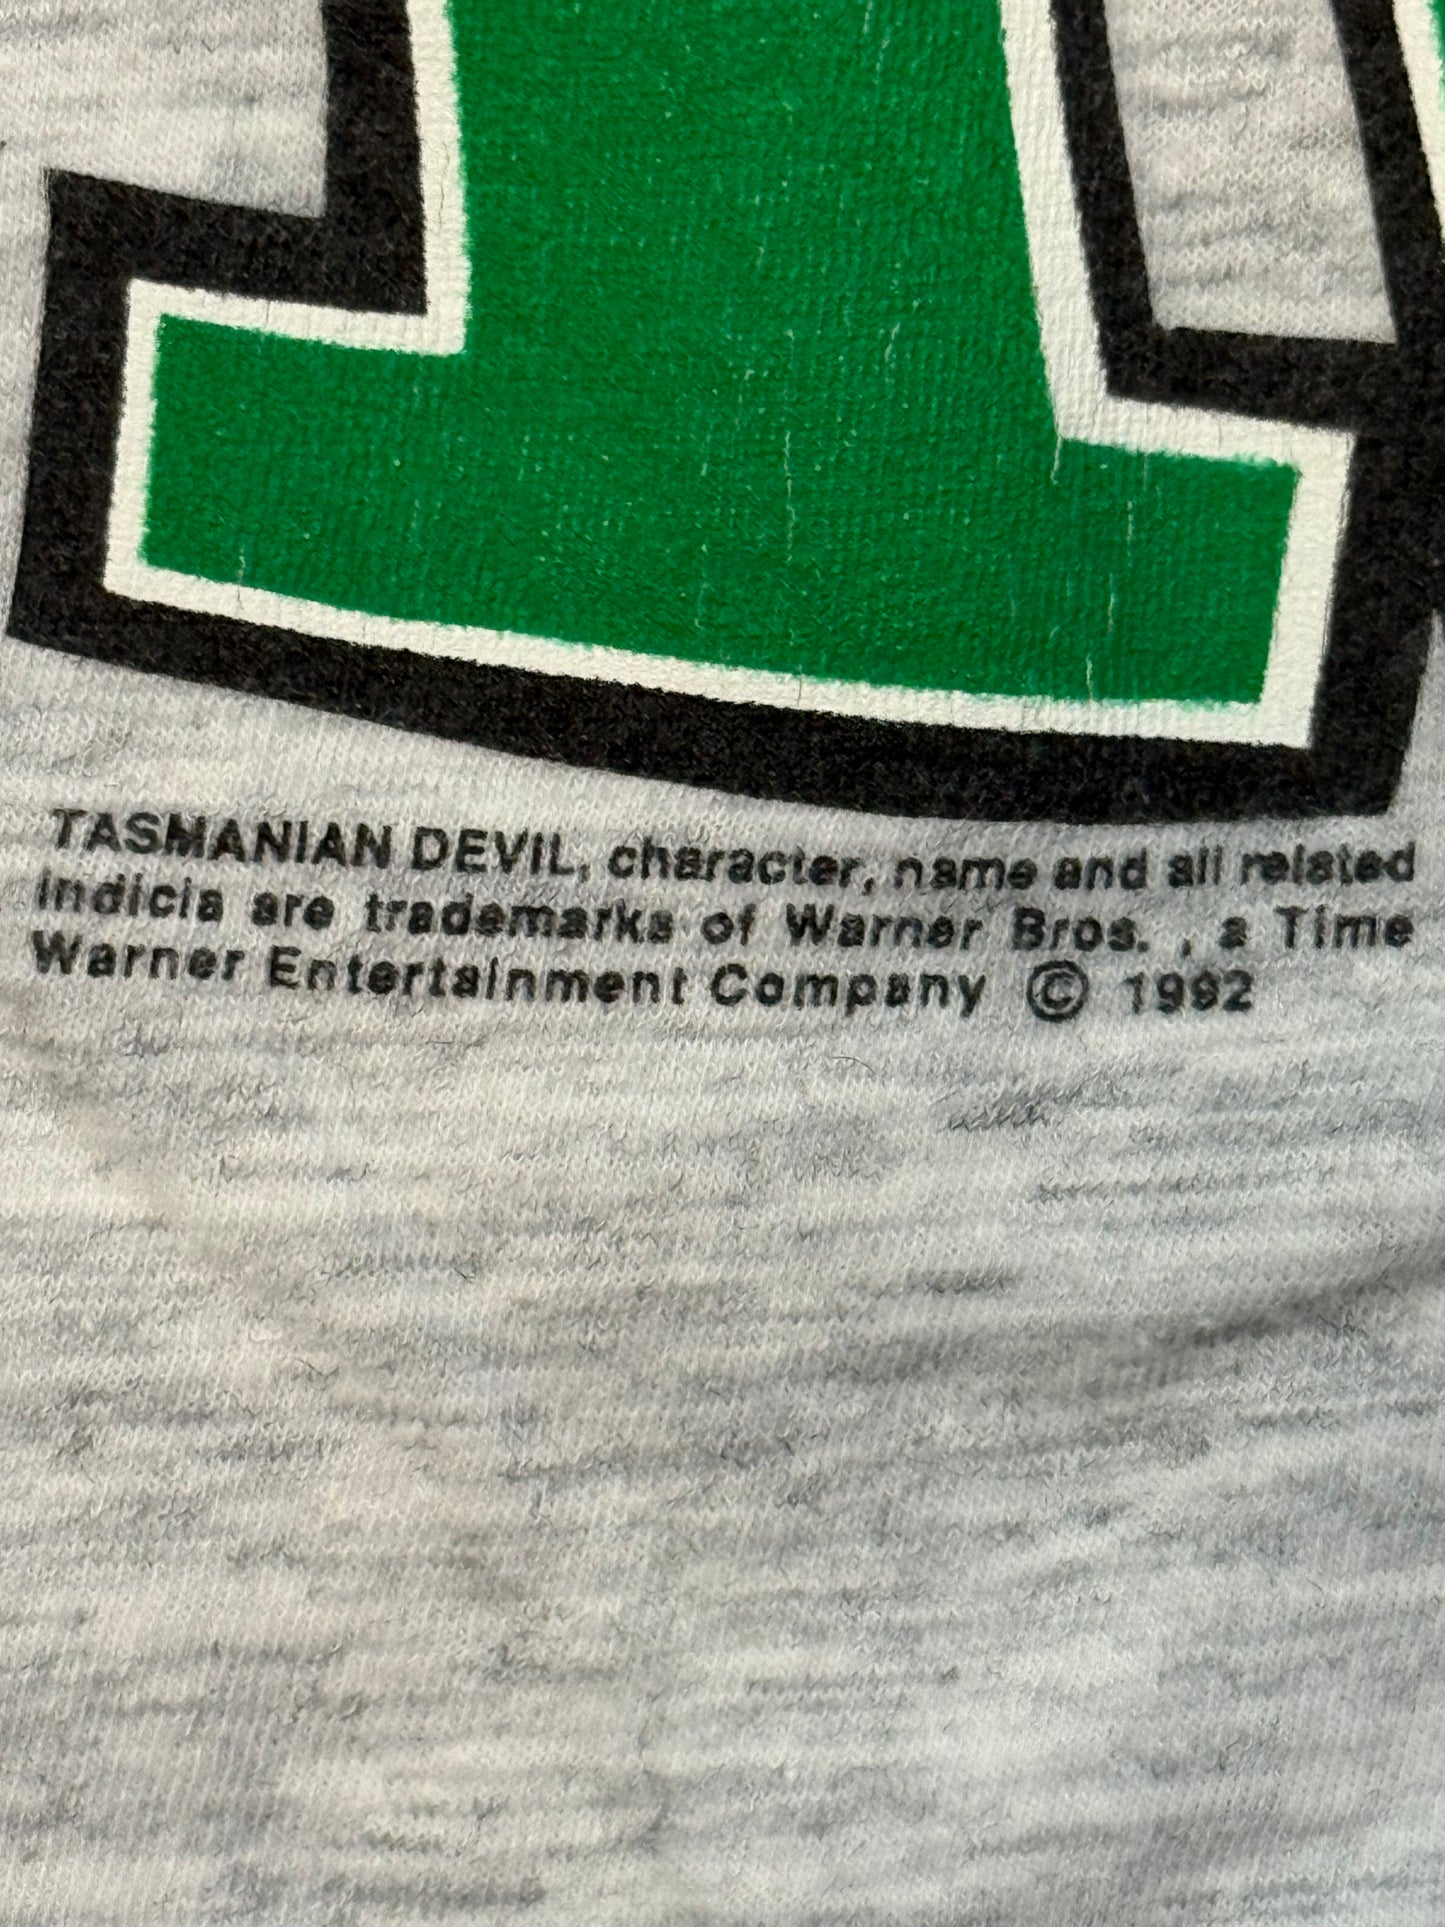 TASMANIAN DEVIL, character, name and all related
indicia are trademarks of Warner Bros. , a Time
Warner Entertainment Company © 1992